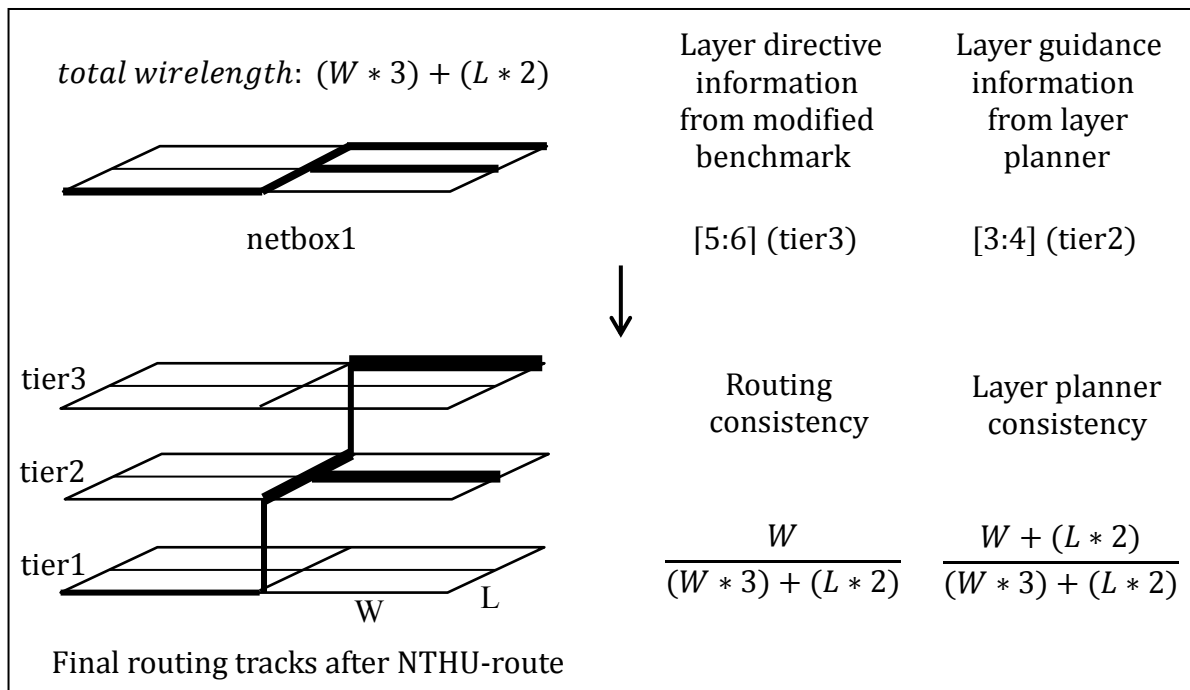 total wirelength: (W ∗ 3) + (L ∗ 2)
netbox1
Layer directive
information
from modified
benchmark
Layer guidance
information
from layer
planner
[5:6] (tier3)
[3:4] (tier2)
tier3
tier2
tier1
W
L
Final routing tracks after NTHU-route
Routing
consistency
Layer planner
consistency
W
(W ∗ 3) + (L ∗ 2)
W + (L ∗ 2)
(W ∗ 3) + (L ∗ 2)